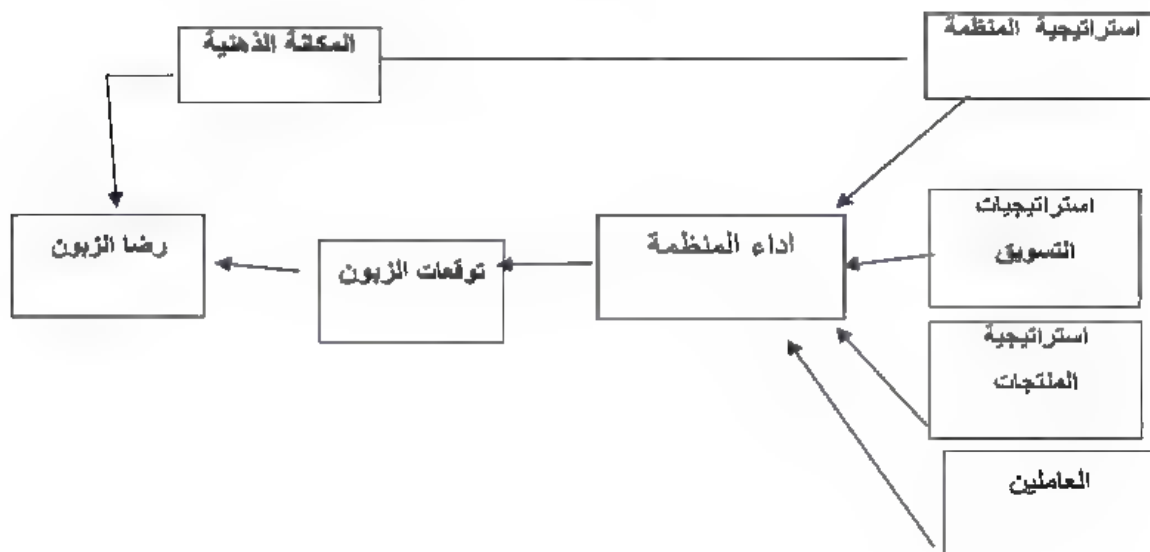 استراتيجية المنظمة
المكانة الذهنية
استراتيجيات
التسويق
اداء المنظمة
توقعات الزبون
رضا الزبون
استراتيجية
المنتجات
العاملين